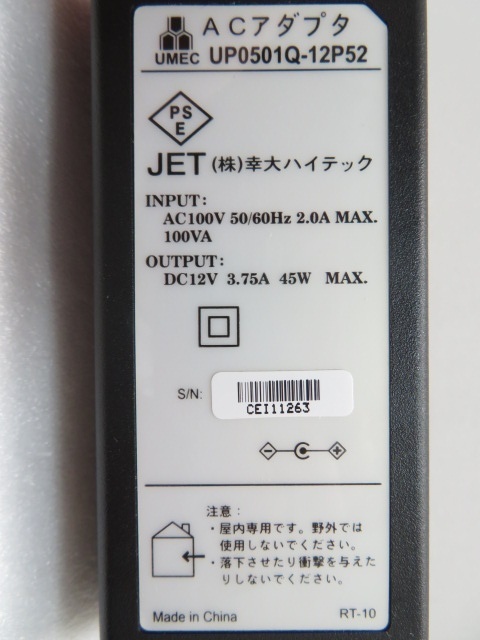 ACアダプタ
UMEC UP0501Q-12P52
PS
E
JET (株)幸大ハイテック
INPUT:
AC100V 50/60Hz 2.0A MAX.
100VA
OUTPUT:
DC12V 3.75A 45W MAX.
S/N:
CEI11263
注意:
・屋内専用です。野外では
使用しないでください。
・落下させたり衝撃を与えた
りしないでください。
Made in China RT-10